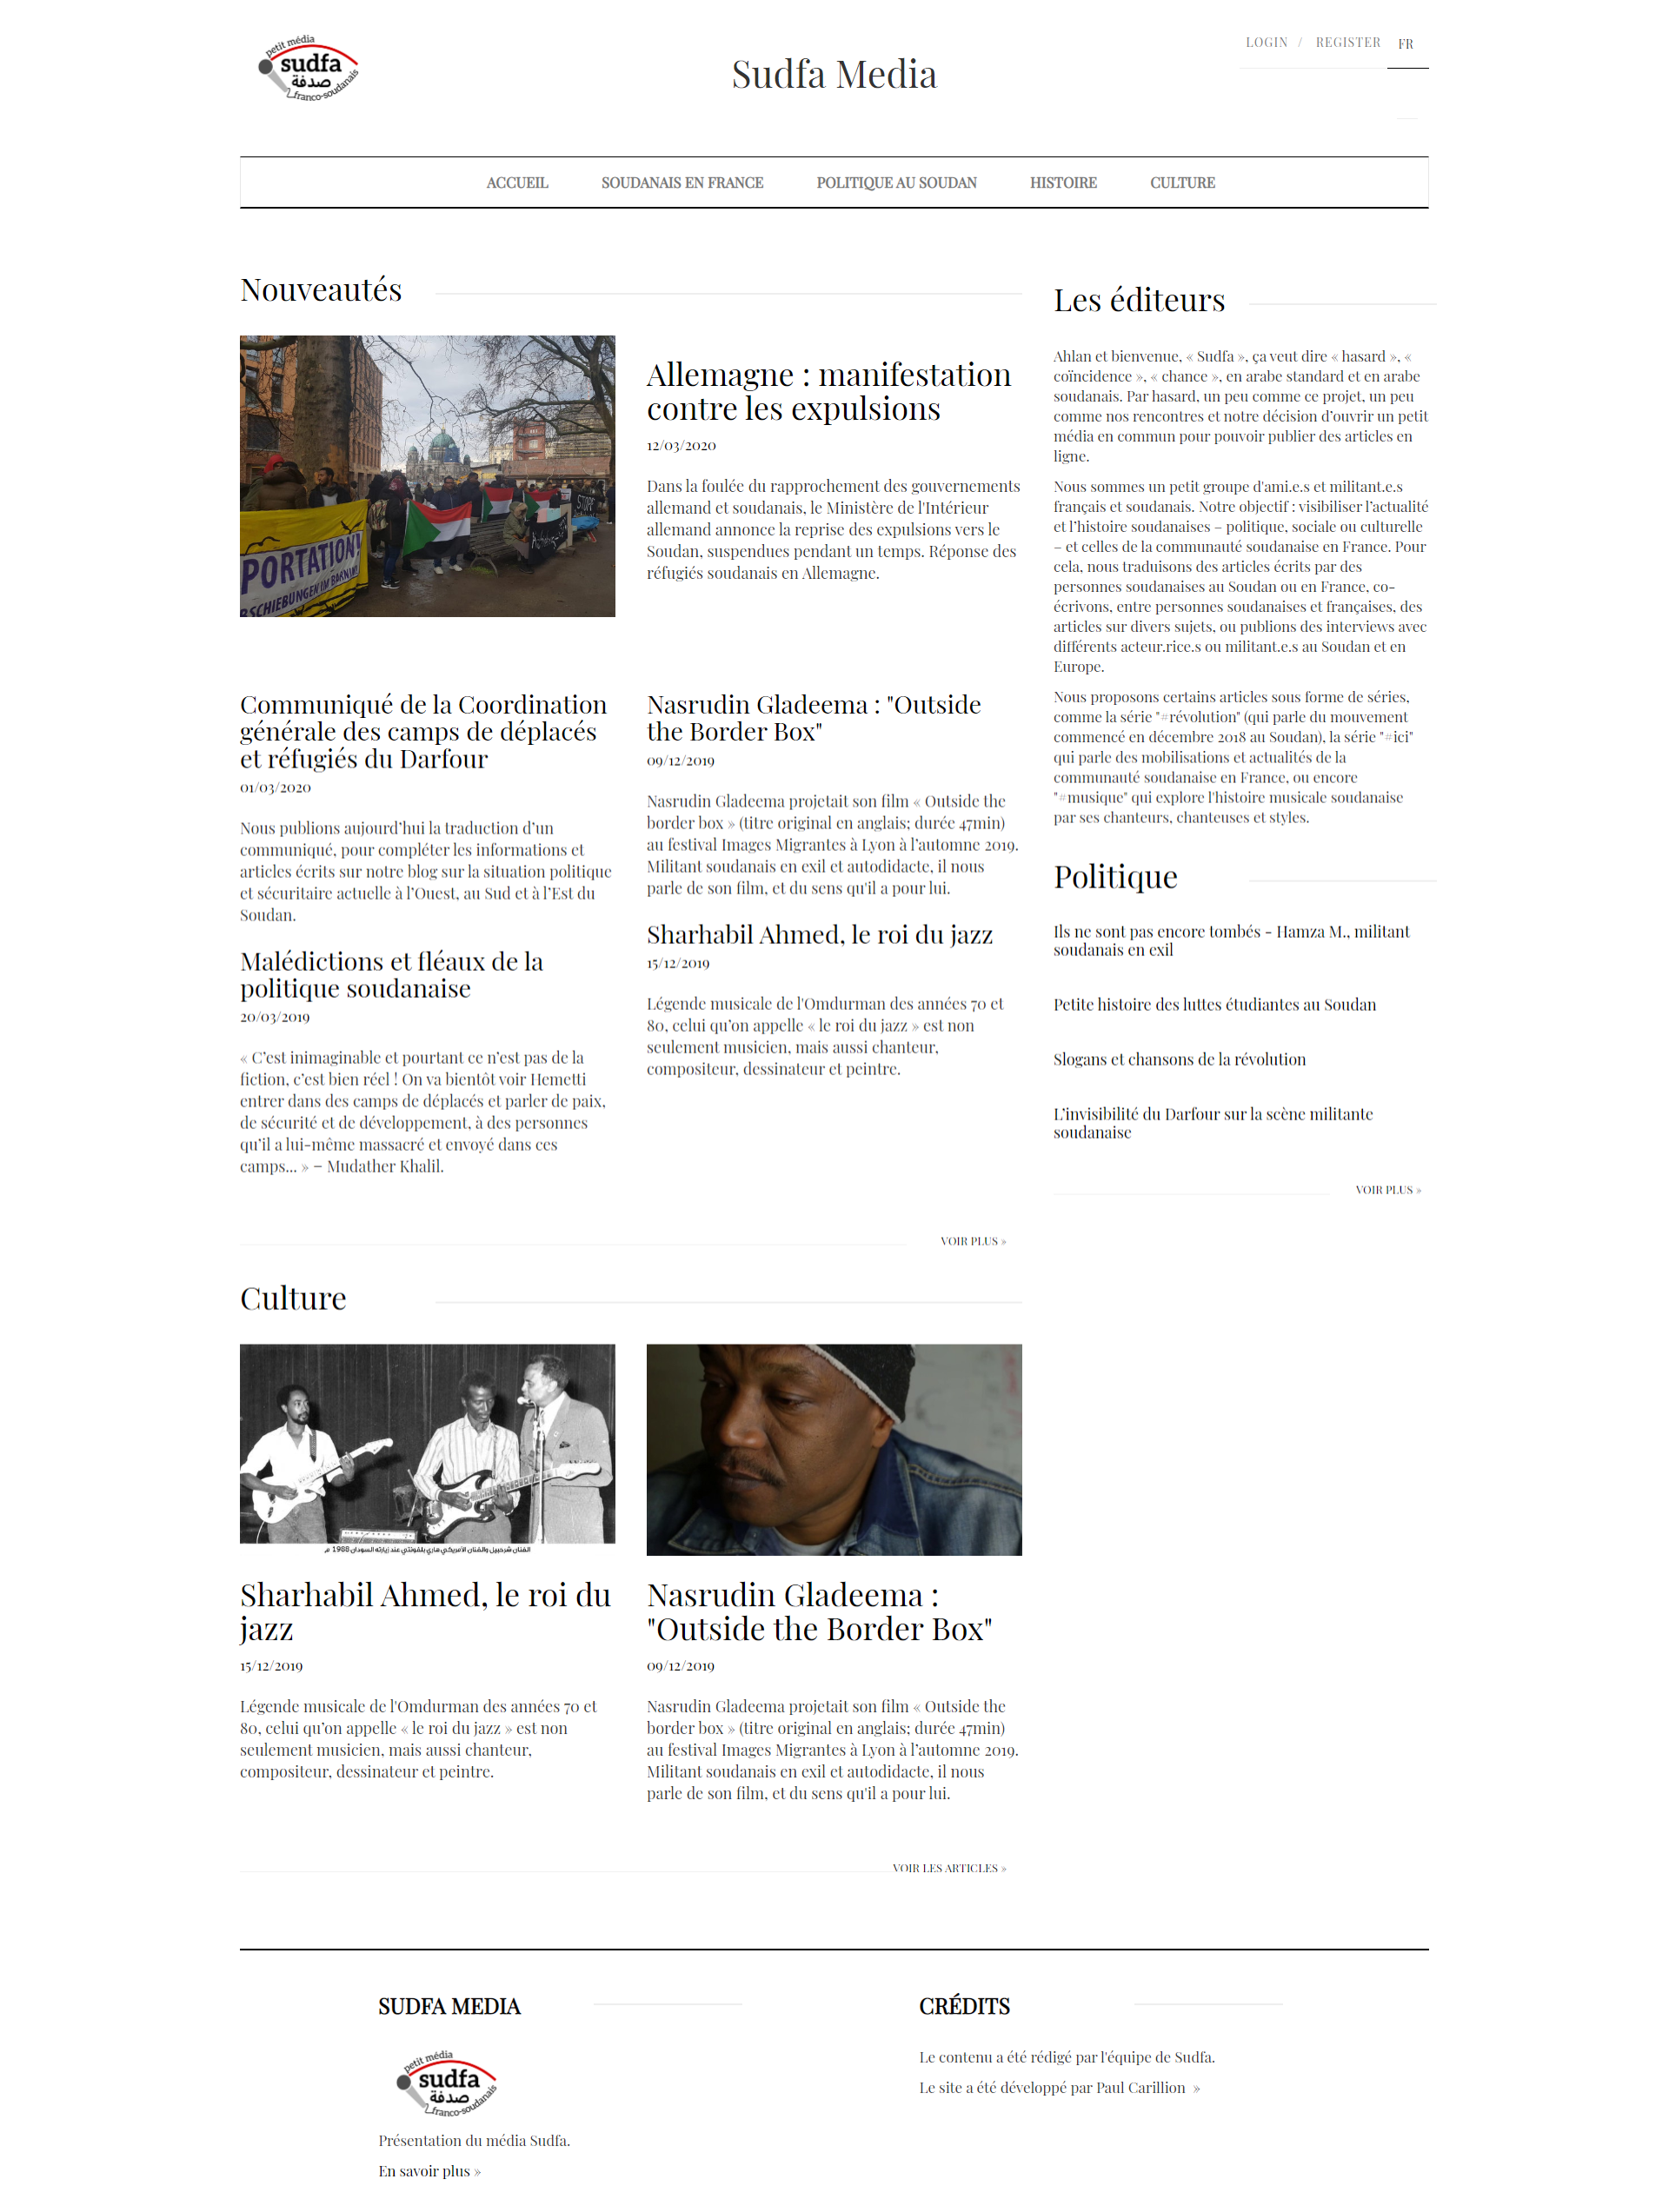 petit média
sudfa
صدفة
franco-soudanais
Sudfa Media
LOGIN / REGISTER FR
ACCUEIL SOUDANAIS EN FRANCE POLITIQUE AU SOUDAN HISTOIRE CULTURE
Nouveautés
PORTATION!
BSCHIEBUNGEN IM
STOP
Allemagne : manifestation
contre les expulsions
12/03/2020
Dans la foulée du rapprochement des gouvernements
allemand et soudanais, le Ministère de l'Intérieur
allemand annonce la reprise des expulsions vers le
Soudan, suspendues pendant un temps. Réponse des
réfugiés soudanais en Allemagne.
Communiqué de la Coordination
générale des camps de déplacés
et réfugiés du Darfour
01/03/2020
Nous publions aujourd’hui la traduction d’un
communiqué, pour compléter les informations et
articles écrits sur notre blog sur la situation politique
et sécuritaire actuelle à l’Ouest, au Sud et à l’Est du
Soudan.
Malédictions et fléaux de la
politique soudanaise
20/03/2019
« C’est inimaginable et pourtant ce n’est pas de la
fiction, c’est bien réel ! On va bientôt voir Hemetti
entrer dans des camps de déplacés et parler de paix,
de sécurité et de développement, à des personnes
qu’il a lui-même massacré et envoyé dans ces
camps... » – Mudather Khalil.
Nasrudin Gladeema : "Outside
the Border Box"
09/12/2019
Nasrudin Gladeema projetait son film « Outside the
border box » (titre original en anglais; durée 47min)
au festival Images Migrantes à Lyon à l’automne 2019.
Militant soudanais en exil et autodidacte, il nous
parle de son film, et du sens qu'il a pour lui.
Sharhabil Ahmed, le roi du jazz
15/12/2019
Légende musicale de l'Omdurman des années 70 et
80, celui qu’on appelle « le roi du jazz » est non
seulement musicien, mais aussi chanteur,
compositeur, dessinateur et peintre.
VOIR PLUS »
Les éditeurs
Ahlan et bienvenue, « Sudfa », ça veut dire « hasard », «
coïncidence », « chance », en arabe standard et en arabe
soudanais. Par hasard, un peu comme ce projet, un peu
comme nos rencontres et notre décision d’ouvrir un petit
média en commun pour pouvoir publier des articles en
ligne.
Nous sommes un petit groupe d'ami.e.s et militant.e.s
français et soudanais. Notre objectif : visibiliser l’actualité
et l’histoire soudanaises – politique, sociale ou culturelle
– et celles de la communauté soudanaise en France. Pour
cela, nous traduisons des articles écrits par des
personnes soudanaises au Soudan ou en France, co-
écrivons, entre personnes soudanaises et françaises, des
articles sur divers sujets, ou publions des interviews avec
différents acteur.rice.s ou militant.e.s au Soudan et en
Europe.
Nous proposons certains articles sous forme de séries,
comme la série "#révolution" (qui parle du mouvement
commencé en décembre 2018 au Soudan), la série "#ici"
qui parle des mobilisations et actualités de la
communauté soudanaise en France, ou encore
"#musique" qui explore l'histoire musicale soudanaise
par ses chanteurs, chanteuses et styles.
Politique
Ils ne sont pas encore tombés - Hamza M., militant
soudanais en exil
Petite histoire des luttes étudiantes au Soudan
Slogans et chansons de la révolution
L’invisibilité du Darfour sur la scène militante
soudanaise
VOIR PLUS »
Culture
الفنان شرحبيل والفنان الأمريكي هاري بلفونتي عند زيارته السودان 1988 م
Sharhabil Ahmed, le roi du
jazz
15/12/2019
Légende musicale de l'Omdurman des années 70 et
80, celui qu’on appelle « le roi du jazz » est non
seulement musicien, mais aussi chanteur,
compositeur, dessinateur et peintre.
Nasrudin Gladeema :
"Outside the Border Box"
09/12/2019
Nasrudin Gladeema projetait son film « Outside the
border box » (titre original en anglais; durée 47min)
au festival Images Migrantes à Lyon à l’automne 2019.
Militant soudanais en exil et autodidacte, il nous
parle de son film, et du sens qu'il a pour lui.
VOIR LES ARTICLES »
SUDFA MEDIA
petit média
sudfa
صدفة
franco-soudanais
Présentation du média Sudfa.
En savoir plus »
CRÉDITS
Le contenu a été rédigé par l'équipe de Sudfa.
Le site a été développé par Paul Carillion »